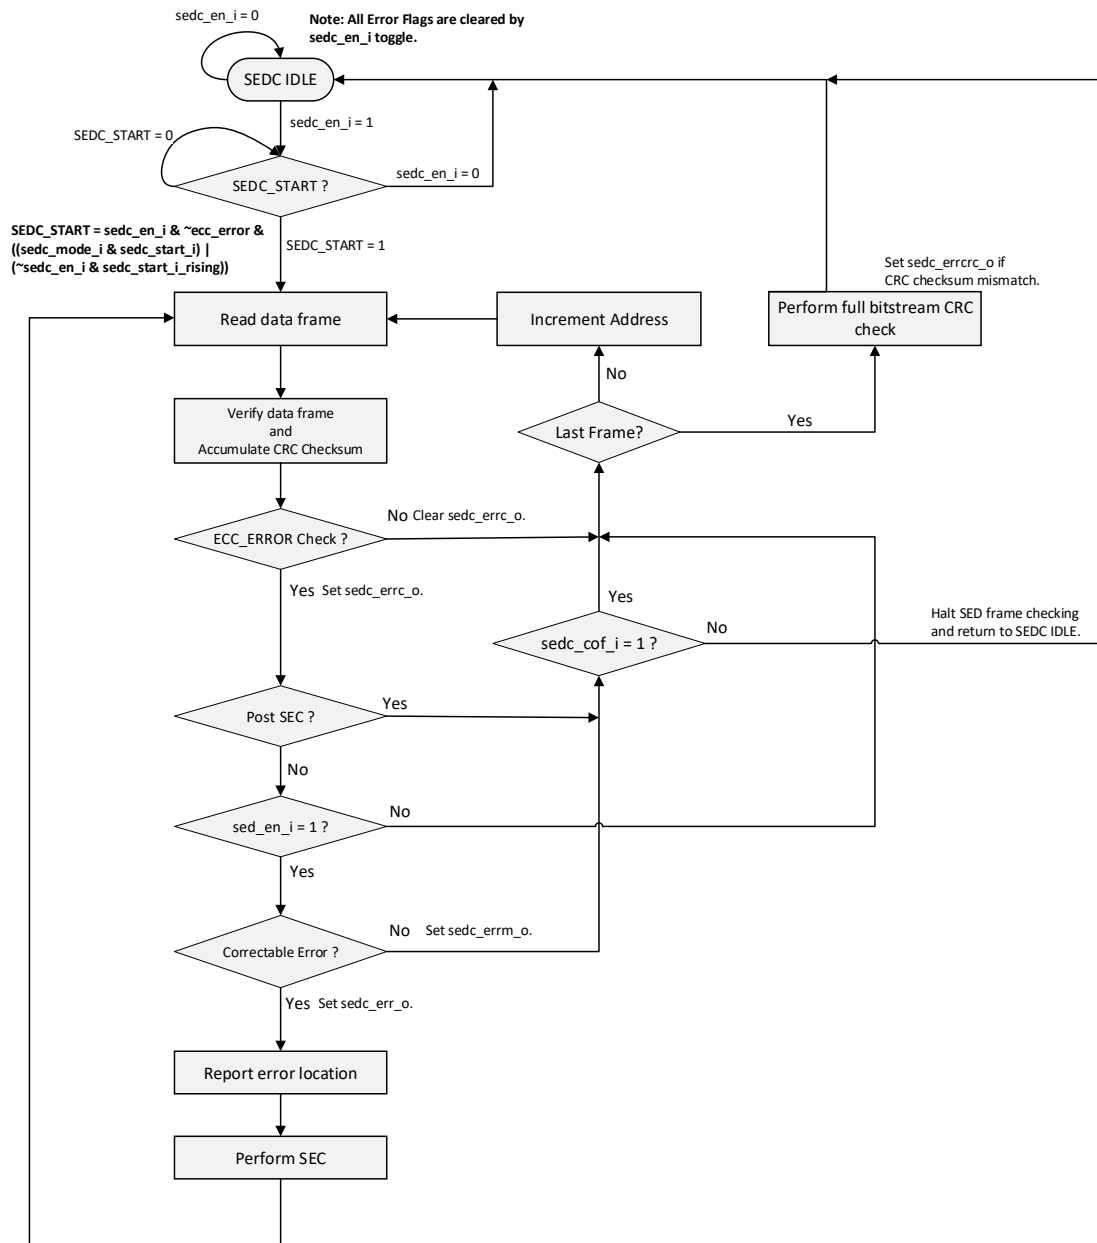 sedc_en_i = 0
Note: All Error Flags are cleared by
sedc_en_i toggle.
SEDC IDLE
sedc_en_i = 1
SEDC_START = 0
SEDC_START ?
sedc_en_i = 0
SEDC_START = sedc_en_i & ~ecc_error &
((sedc_mode_i & sedc_start_i) |
(~sedc_en_i & sedc_start_i_rising))
SEDC_START = 1
Set sedc_errcrc_o if
CRC checksum mismatch.
Read data frame
Increment Address
Perform full bitstream CRC
check
No
Verify data frame
and
Accumulate CRC Checksum
Last Frame?
Yes
ECC_ERROR Check ?
No Clear sedc_errc_o.
Yes Set sedc_errc_o.
Yes
sedc_cof_i = 1 ?
No
Halt SED frame checking
and return to SEDC IDLE.
Post SEC ?
Yes
No
sed_en_i = 1 ?
No
Yes
Correctable Error ?
No Set sedc_errm_o.
Yes Set sedc_err_o.
Report error location
Perform SEC